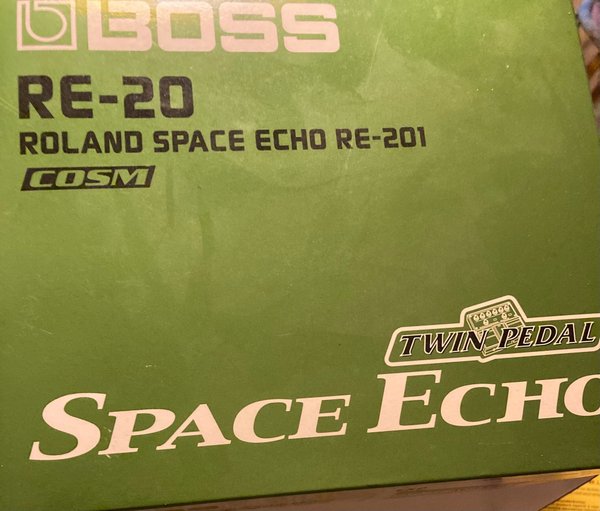 BOSS
RE-20
ROLAND SPACE ECHO RE-201
COSM
TWIN PEDAL
SPACE ECHO